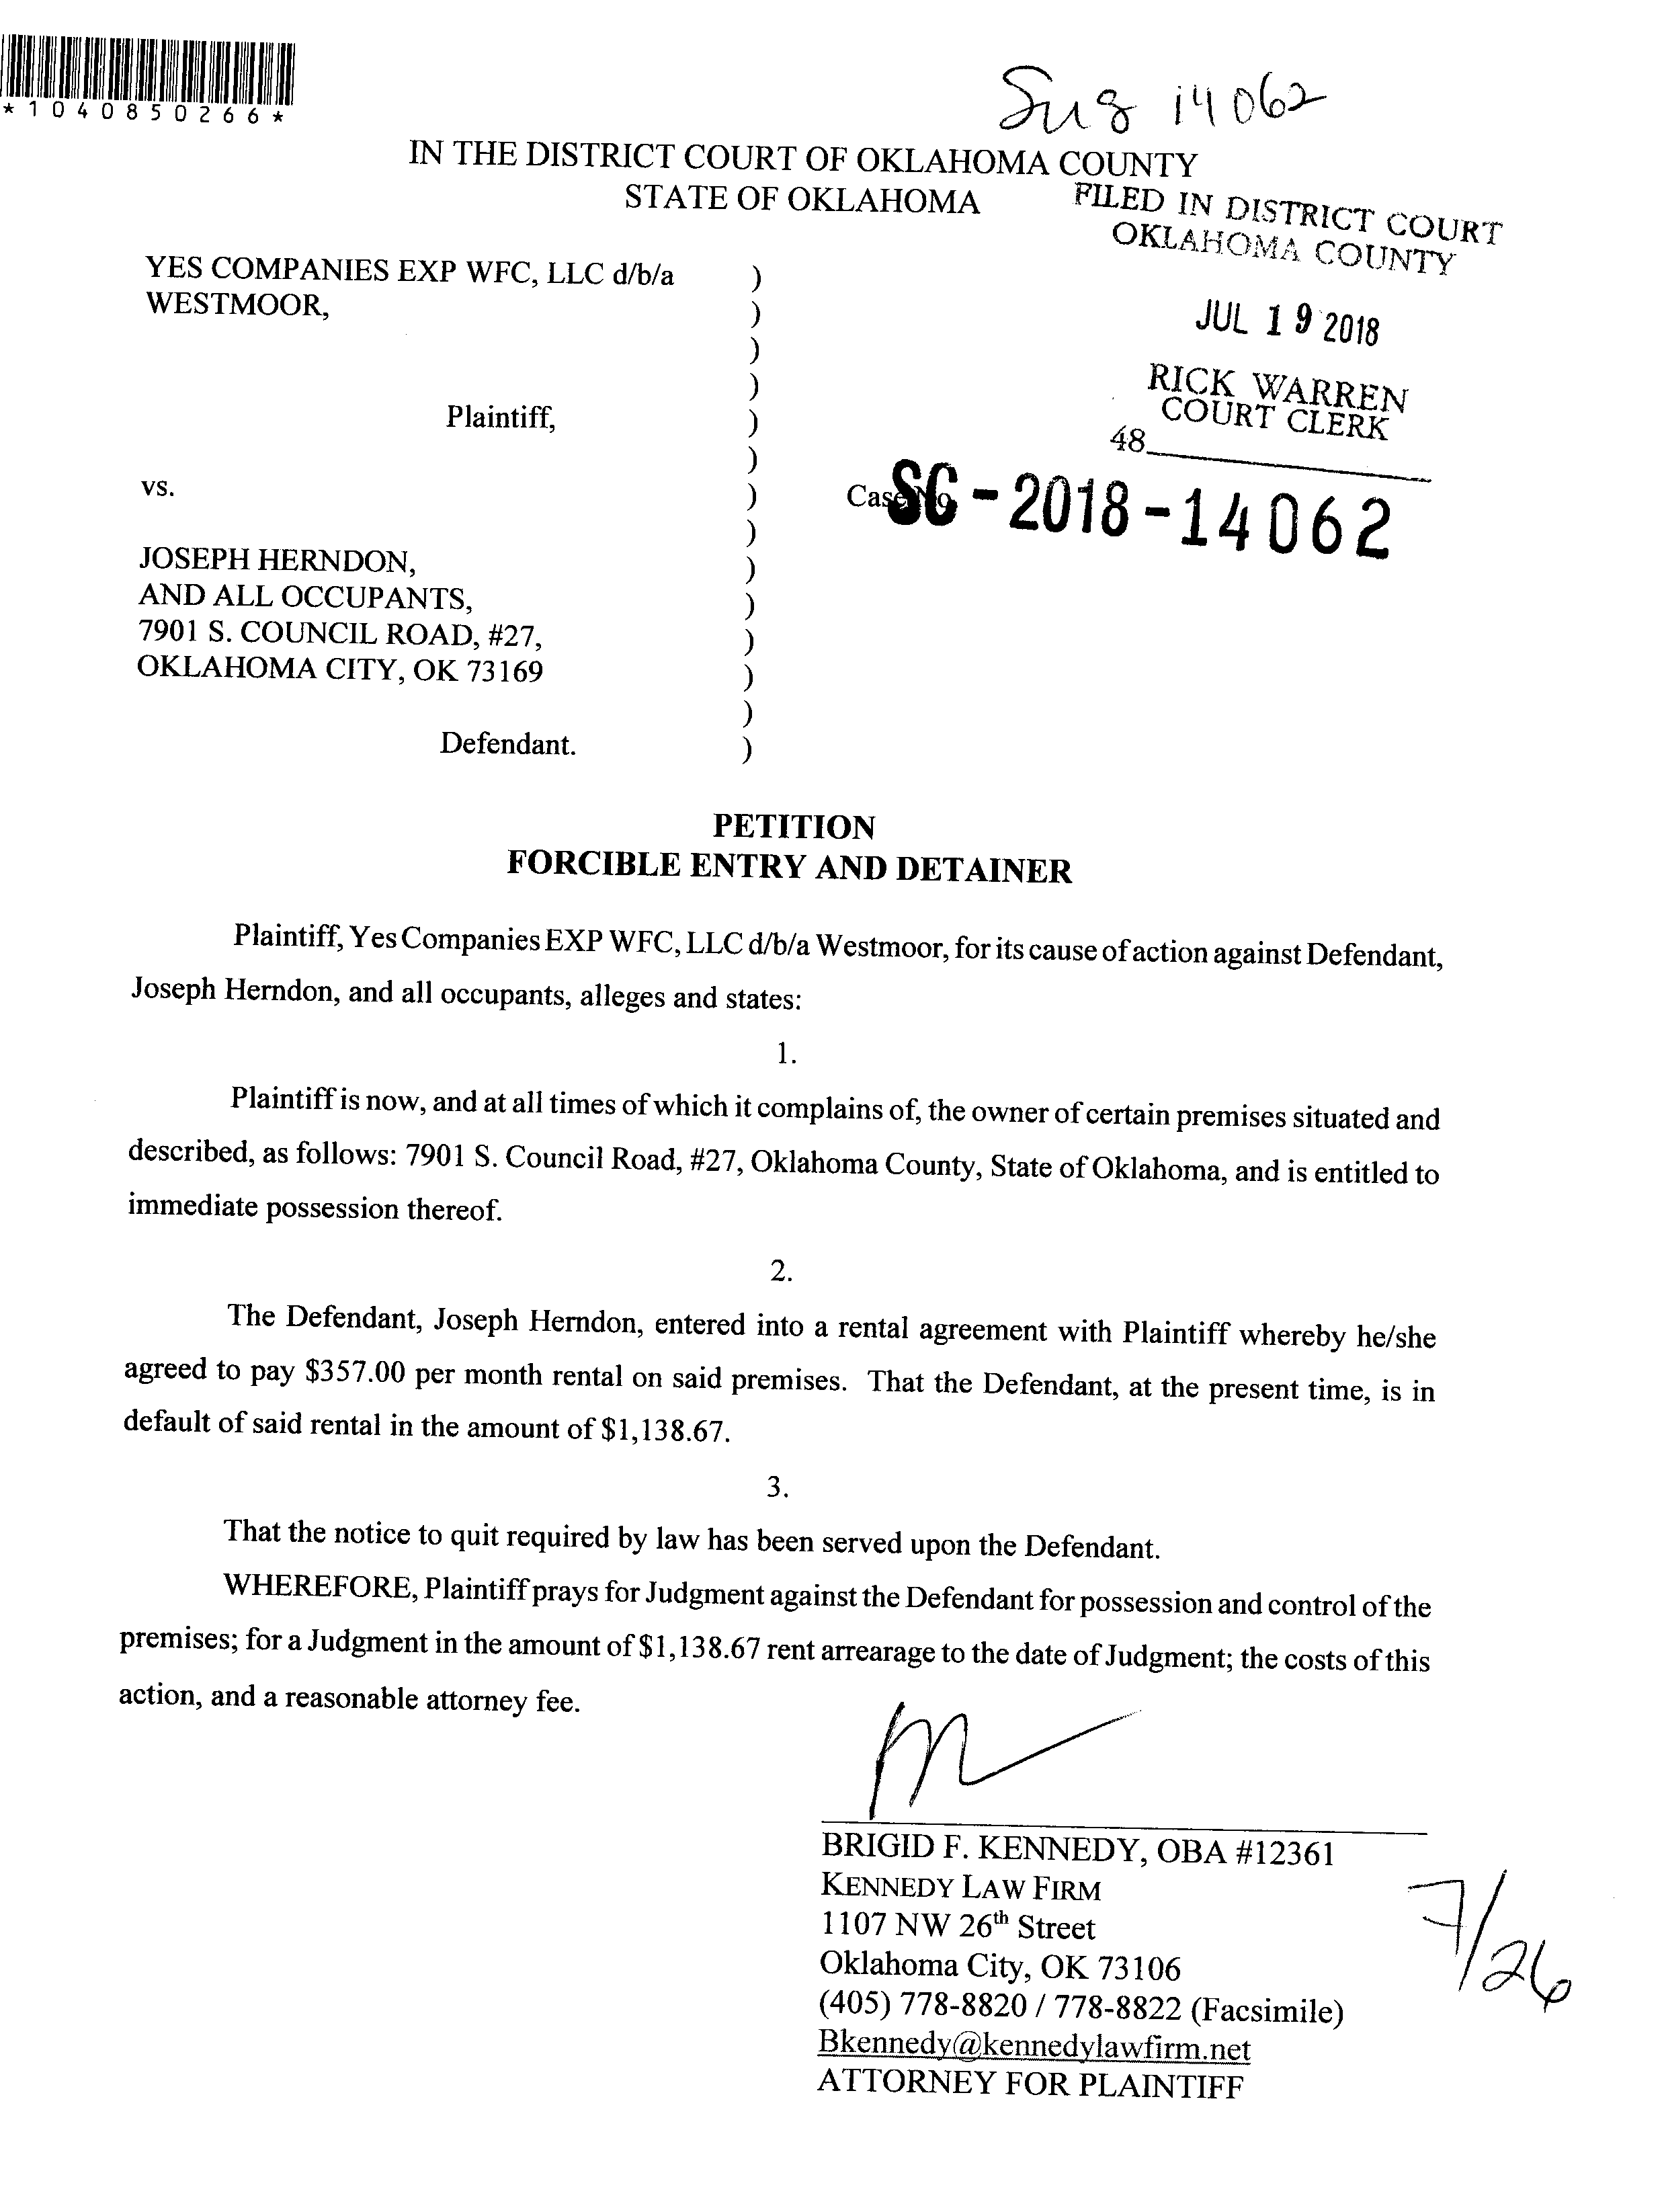 *1040850266*
14062
IN THE DISTRICT COURT OF OKLAHOMA COUNTY
STATE OF OKLAHOMA
FILED IN DISTRICT COURT
OKLAHOMA COUNTY
JUL 19 2018
RICK WARREN
COURT CLERK
48
YES COMPANIES EXP WFC, LLC d/b/a )
WESTMOOR, )
)
)
Plaintiff, )
)
vs. ) Case No. SC-2018-14062
)
JOSEPH HERNDON, )
AND ALL OCCUPANTS, )
7901 S. COUNCIL ROAD, #27, )
OKLAHOMA CITY, OK 73169 )
)
Defendant. )
PETITION
FORCIBLE ENTRY AND DETAINER
Plaintiff, Yes Companies EXP WFC, LLC d/b/a Westmoor, for its cause of action against Defendant,
Joseph Herndon, and all occupants, alleges and states:
1.
Plaintiff is now, and at all times of which it complains of, the owner of certain premises situated and
described, as follows: 7901 S. Council Road, #27, Oklahoma County, State of Oklahoma, and is entitled to
immediate possession thereof.
2.
The Defendant, Joseph Herndon, entered into a rental agreement with Plaintiff whereby he/she
agreed to pay $357.00 per month rental on said premises. That the Defendant, at the present time, is in
default of said rental in the amount of $1,138.67.
3.
That the notice to quit required by law has been served upon the Defendant.
WHEREFORE, Plaintiff prays for Judgment against the Defendant for possession and control of the
premises; for a Judgment in the amount of $1,138.67 rent arrearage to the date of Judgment; the costs of this
action, and a reasonable attorney fee.
BRIGID F. KENNEDY, OBA #12361
KENNEDY LAW FIRM
1107 NW 26th Street
Oklahoma City, OK 73106
(405) 778-8820 / 778-8822 (Facsimile)
Bkennedy@kennedylawfirm.net
ATTORNEY FOR PLAINTIFF
7/26